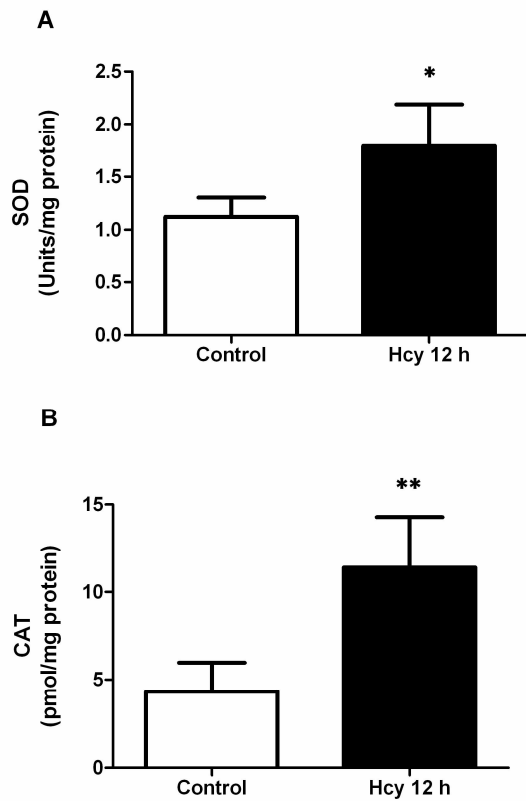 A
SOD
(Units/mg protein)
2.5
2.0
1.5
1.0
0.5
0.0
*
Control
Hcy 12 h
B
CAT
(pmol/mg protein)
15
10
5
0
**
Control
Hcy 12 h